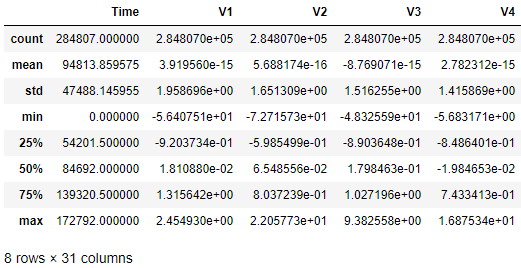 Time V1 V2 V3 V4
count 284807.000000 2.848070e+05 2.848070e+05 2.848070e+05 2.848070e+05
mean 94813.859575 3.919560e-15 5.688174e-16 -8.769071e-15 2.782312e-15
std 47488.145955 1.958696e+00 1.651309e+00 1.516255e+00 1.415869e+00
min 0.000000 -5.640751e+01 -7.271573e+01 -4.832559e+01 -5.683171e+00
25% 54201.500000 -9.203734e-01 -5.985499e-01 -8.903648e-01 -8.486401e-01
50% 84692.000000 1.810880e-02 6.548556e-02 1.798463e-01 -1.984653e-02
75% 139320.500000 1.315642e+00 8.037239e-01 1.027196e+00 7.433413e-01
max 172792.000000 2.454930e+00 2.205773e+01 9.382558e+00 1.687534e+01
8 rows × 31 columns